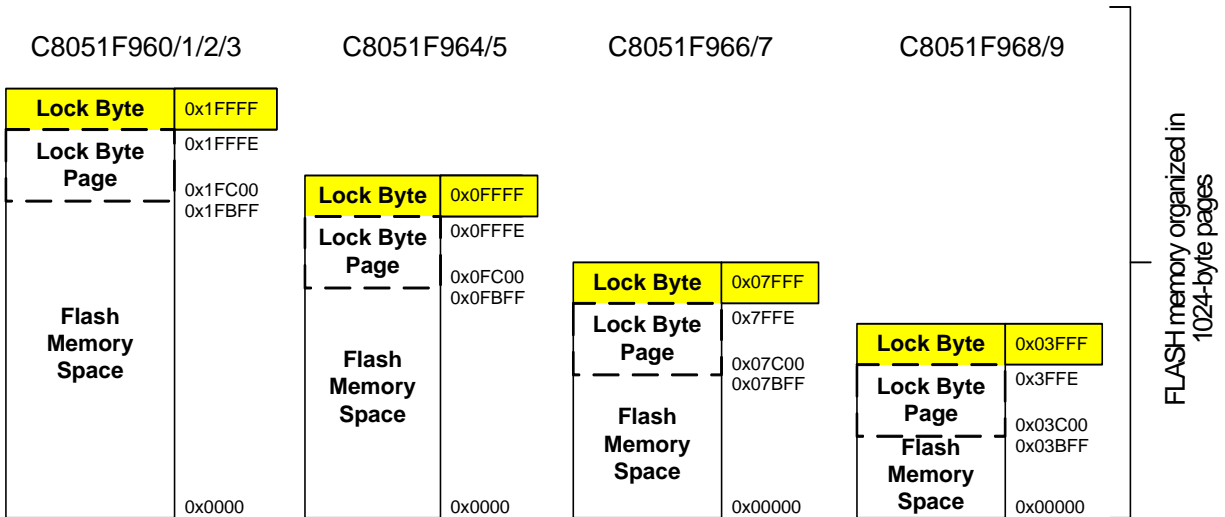 C8051F960/1/2/3
C8051F964/5
C8051F966/7
C8051F968/9
Lock Byte
0x1FFFF
Lock Byte
Page
0x1FFFE
0x1FC00
0x1FBFF
Flash
Memory
Space
0x0000
Lock Byte
0x0FFFF
Lock Byte
Page
0x0FFFE
0x0FC00
0x0FBFF
Flash
Memory
Space
0x0000
Lock Byte
0x07FFF
Lock Byte
Page
0x7FFE
0x07C00
0x07BFF
Flash
Memory
Space
0x00000
Lock Byte
0x03FFF
Lock Byte
Page
0x3FFE
0x03C00
0x03BFF
Flash
Memory
Space
0x00000
FLASH memory organized in
1024-byte pages